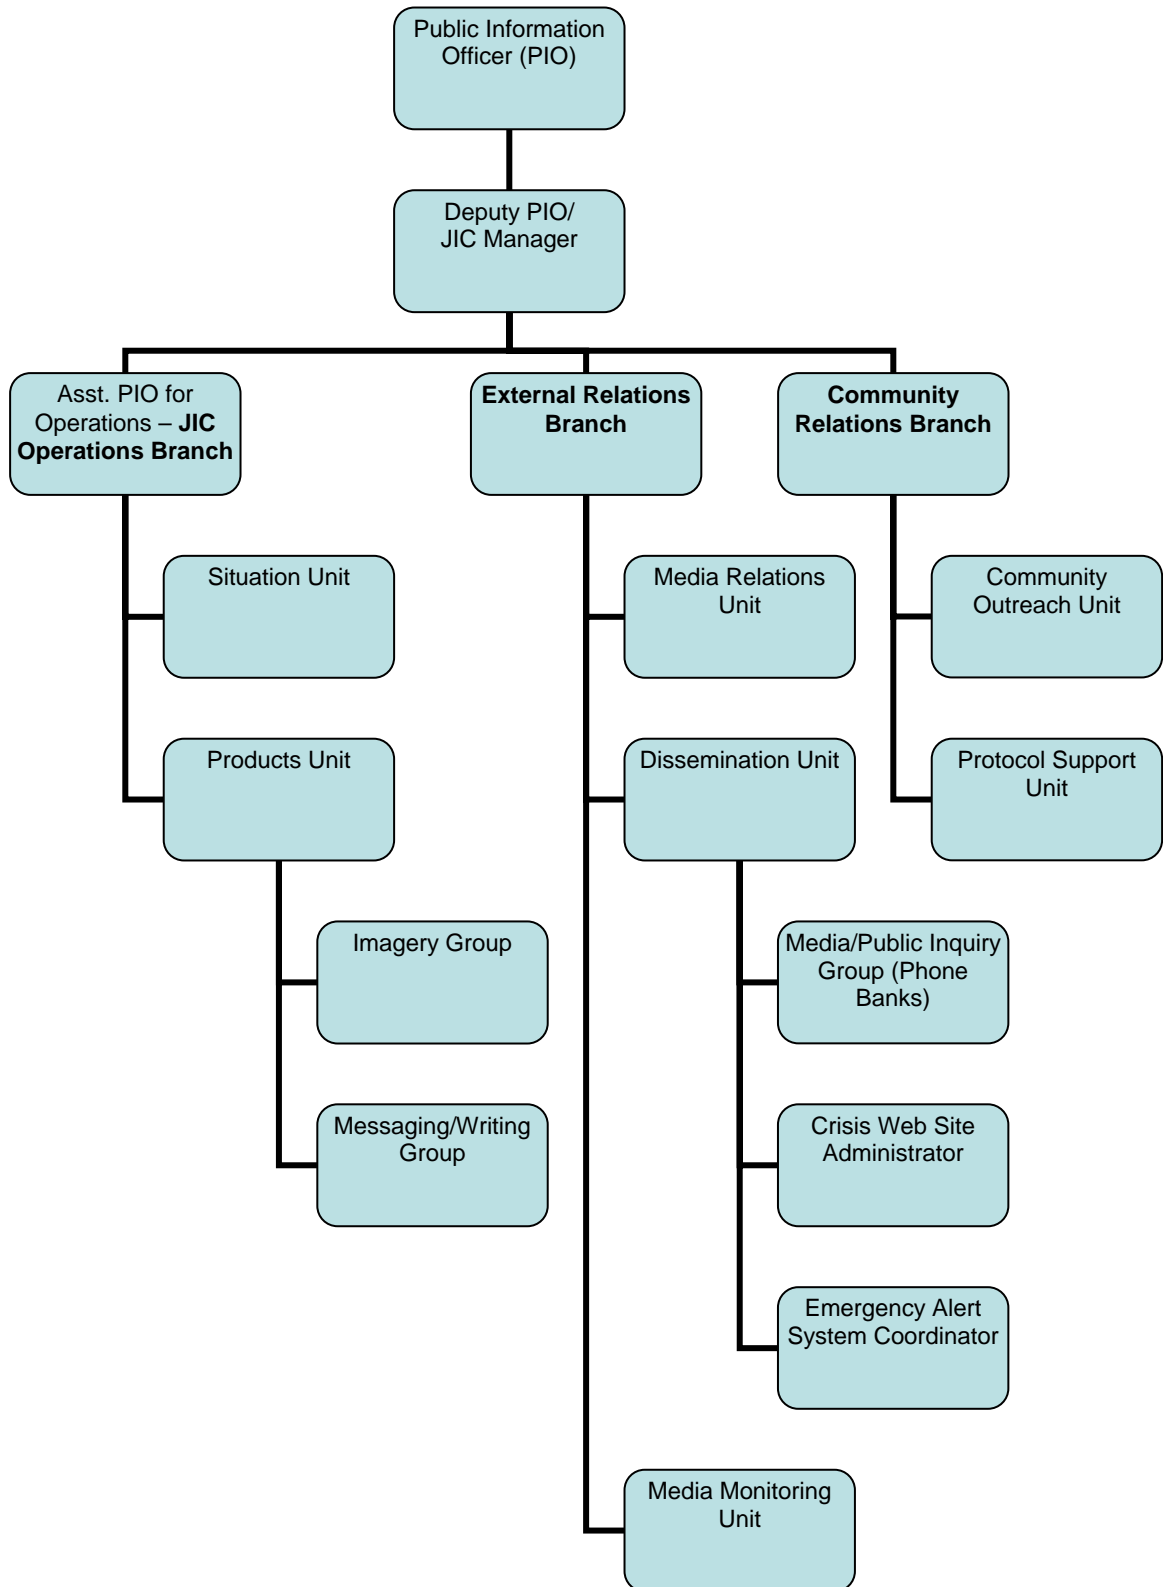 Public Information
Officer (PIO)
Deputy PIO/
JIC Manager
Asst. PIO for
Operations – JIC
Operations Branch
External Relations
Branch
Community
Relations Branch
Situation Unit
Media Relations
Unit
Community
Outreach Unit
Products Unit
Dissemination Unit
Protocol Support
Unit
Imagery Group
Media/Public Inquiry
Group (Phone
Banks)
Messaging/Writing
Group
Crisis Web Site
Administrator
Emergency Alert
System Coordinator
Media Monitoring
Unit